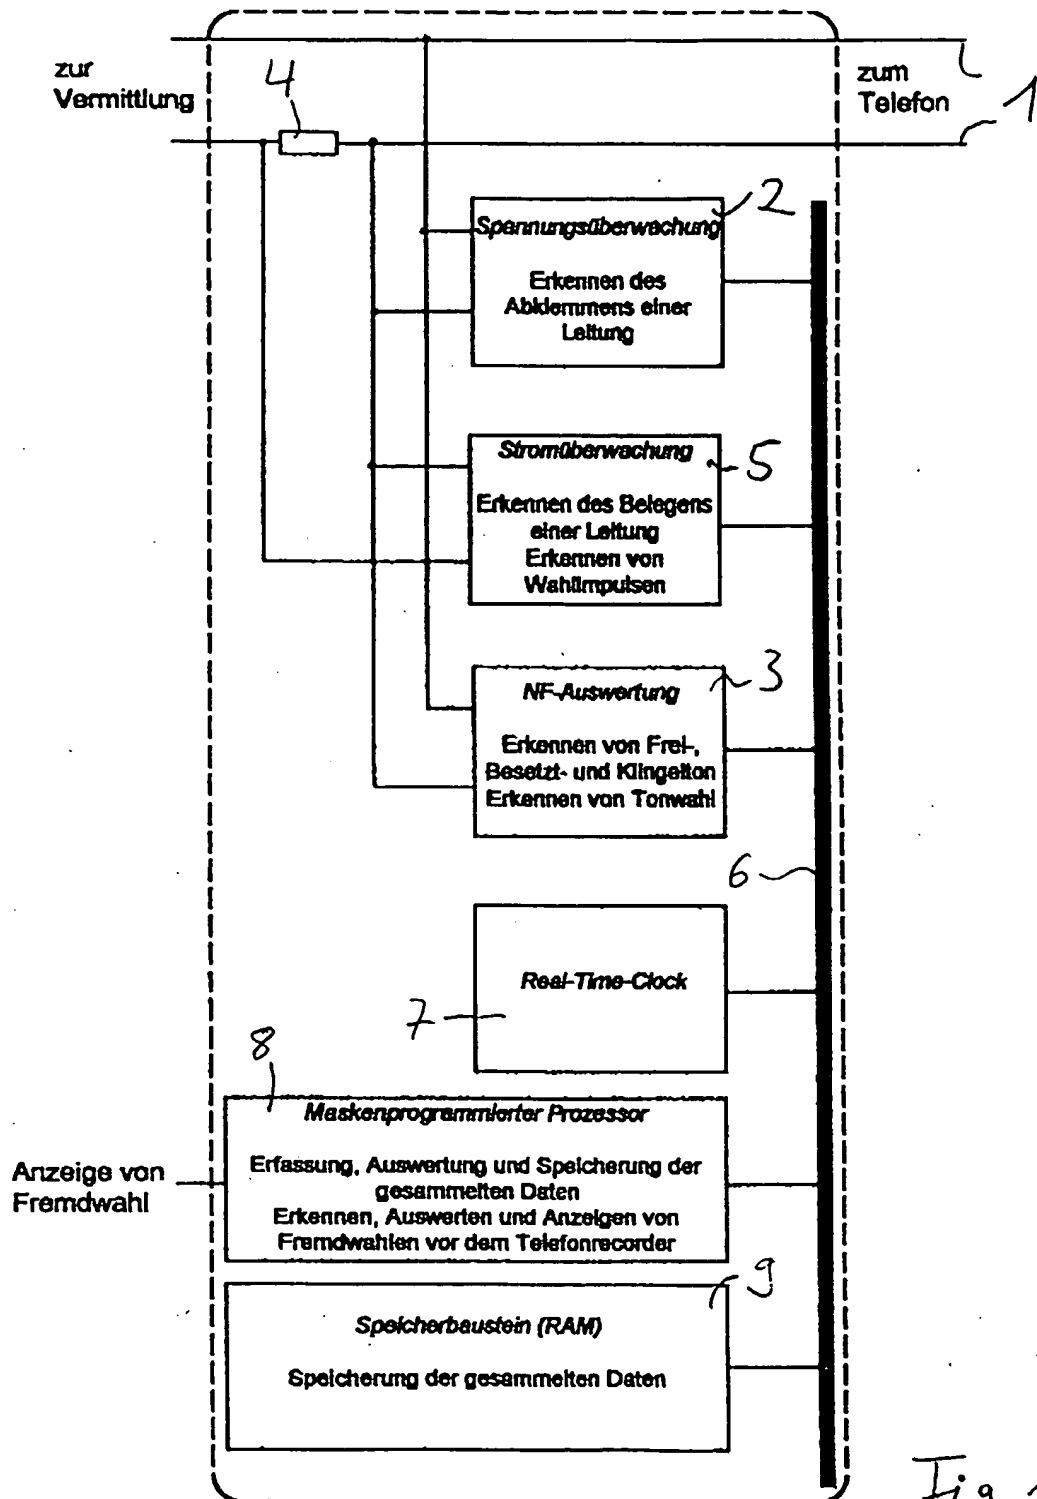 zur
Vermittlung
4
zum
Telefon
1
2
Spannungsüberwachung
Erkennen des
Abklemmens einer
Leitung
5
Stromüberwachung
Erkennen des Belegens
einer Leitung
Erkennen von
Wahlimpulsen
3
NF-Auswertung
Erkennen von Frei-,
Besetzt- und Klingelton
Erkennen von Tonwahl
6
Real-Time-Clock
7
8
Maskenprogrammierter Prozessor
Erfassung, Auswertung und Speicherung der
gesammelten Daten
Erkennen, Auswerten und Anzeigen von
Fremdwahlen vor dem Telefonrecorder
Anzeige von
Fremdwahl
9
Speicherbaustein (RAM)
Speicherung der gesammelten Daten
Fig. 1